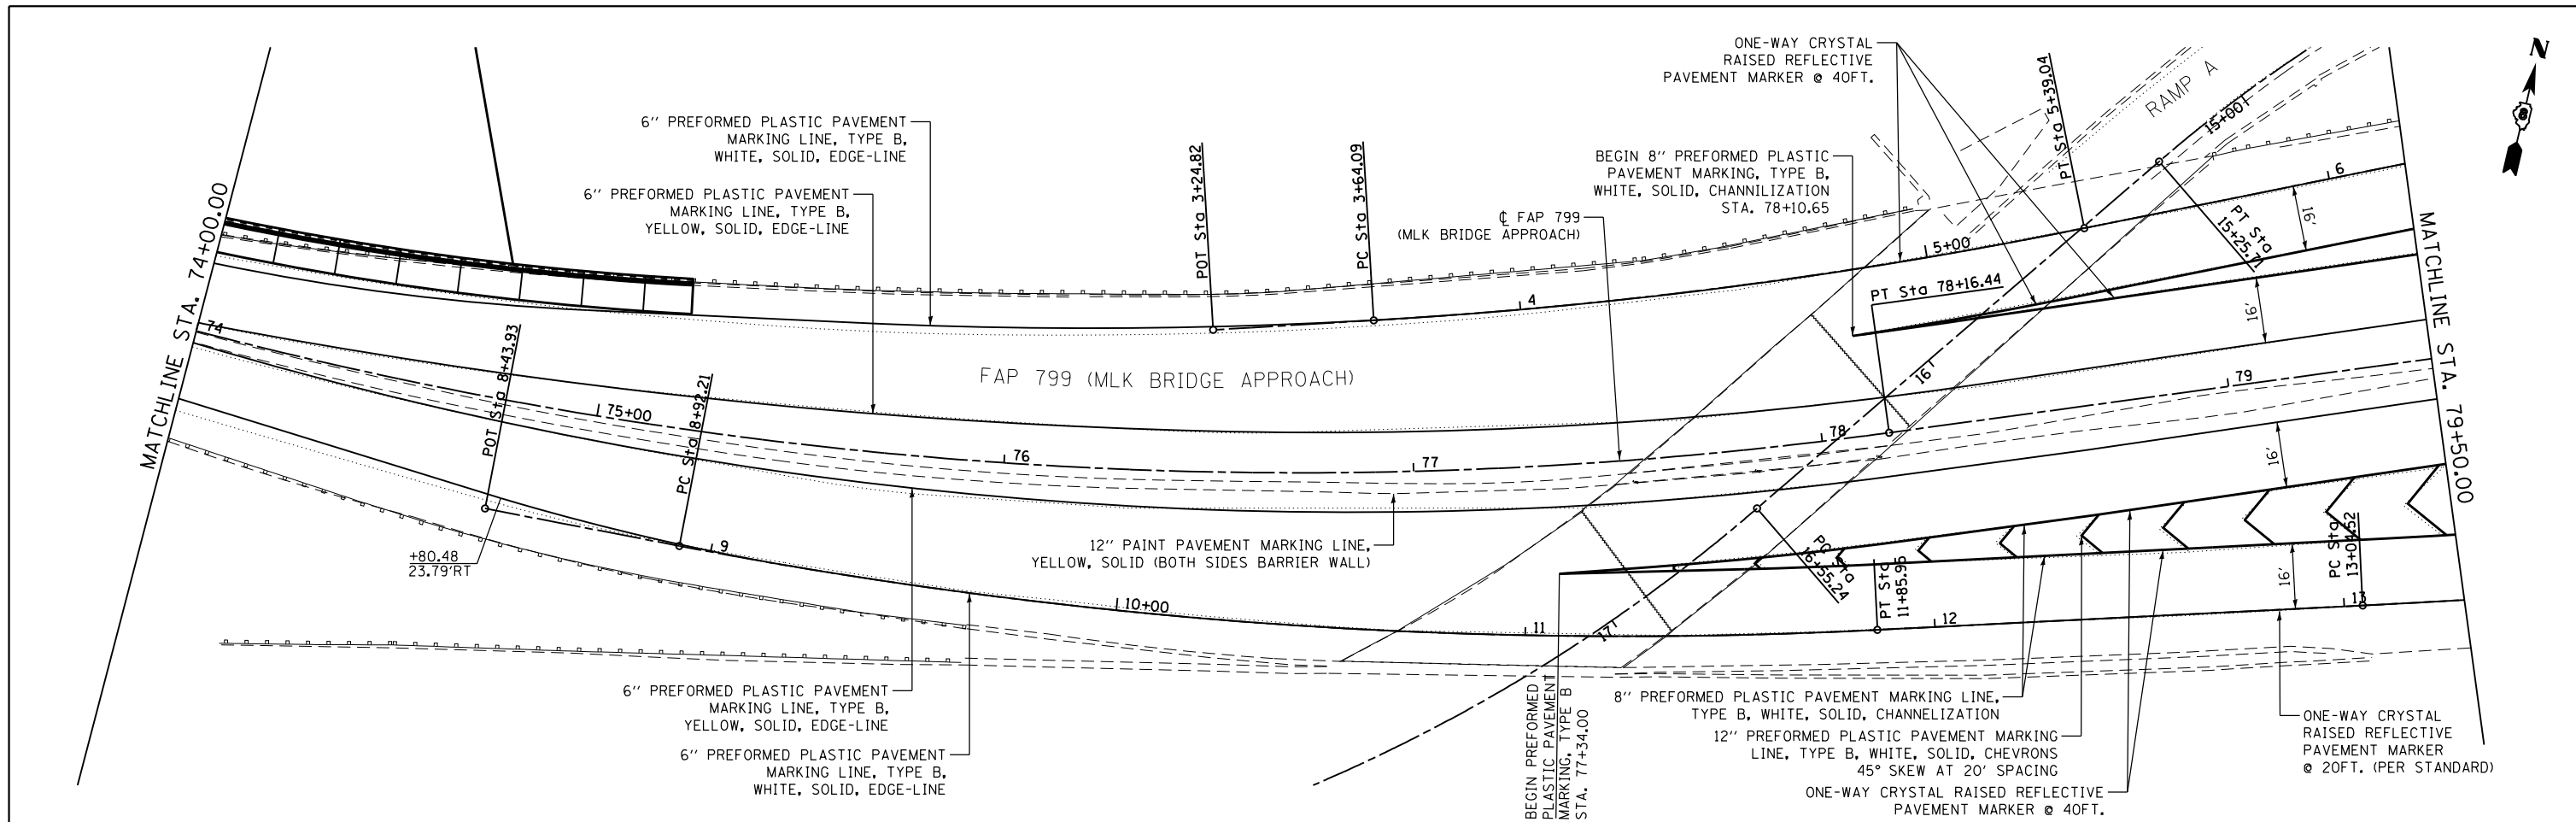 ONE-WAY CRYSTAL
RAISED REFLECTIVE
PAVEMENT MARKER @ 40FT.
N
RAMP A
15+00
PT Sta 5+39.04
6'' PREFORMED PLASTIC PAVEMENT
MARKING LINE, TYPE B,
WHITE, SOLID, EDGE-LINE
6'' PREFORMED PLASTIC PAVEMENT
MARKING LINE, TYPE B,
YELLOW, SOLID, EDGE-LINE
POT Sta 3+24.82
PC Sta 3+64.09
BEGIN 8'' PREFORMED PLASTIC
PAVEMENT MARKING, TYPE B,
WHITE, SOLID, CHANNILIZATION
STA. 78+10.65
℄ FAP 799
(MLK BRIDGE APPROACH)
6
16'
5+00
PT Sta
15+25.71
4
PT Sta 78+16.44
16'
MATCHLINE STA. 74+00.00
MATCHLINE STA. 79+50.00
74
POT Sta 8+43.93
PC Sta 8+92.21
FAP 799 (MLK BRIDGE APPROACH)
75+00
76
77
78
79
16
16'
+80.48
23.79'RT
9
10+00
11
12
13
17
12'' PAINT PAVEMENT MARKING LINE,
YELLOW, SOLID (BOTH SIDES BARRIER WALL)
PC Sta
16+55.24
PT Sta
11+85.95
PC Sta
13+04.52
16'
6'' PREFORMED PLASTIC PAVEMENT
MARKING LINE, TYPE B,
YELLOW, SOLID, EDGE-LINE
6'' PREFORMED PLASTIC PAVEMENT
MARKING LINE, TYPE B,
WHITE, SOLID, EDGE-LINE
BEGIN PREFORMED
PLASTIC PAVEMENT
MARKING, TYPE B
STA. 77+34.00
8'' PREFORMED PLASTIC PAVEMENT MARKING LINE,
TYPE B, WHITE, SOLID, CHANNELIZATION
12'' PREFORMED PLASTIC PAVEMENT MARKING
LINE, TYPE B, WHITE, SOLID, CHEVRONS
45° SKEW AT 20' SPACING
ONE-WAY CRYSTAL RAISED REFLECTIVE
PAVEMENT MARKER @ 40FT.
ONE-WAY CRYSTAL
RAISED REFLECTIVE
PAVEMENT MARKER
@ 20FT. (PER STANDARD)